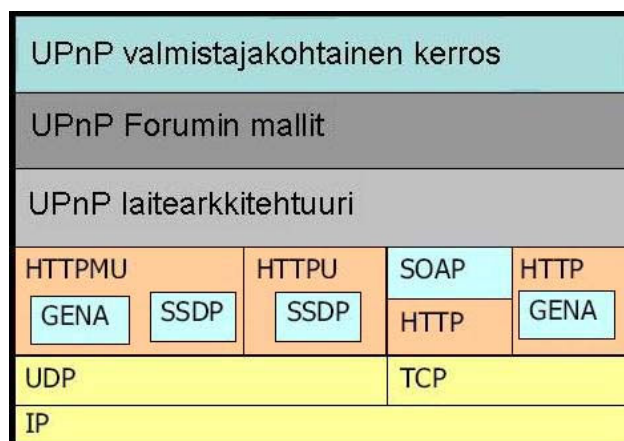 UPnP valmistajakohtainen kerros
UPnP Forumin mallit
UPnP laitearkkitehtuuri
HTTPMU
GENA
SSDP
HTTPU
SSDP
SOAP
HTTP
HTTP
GENA
UDP
TCP
IP